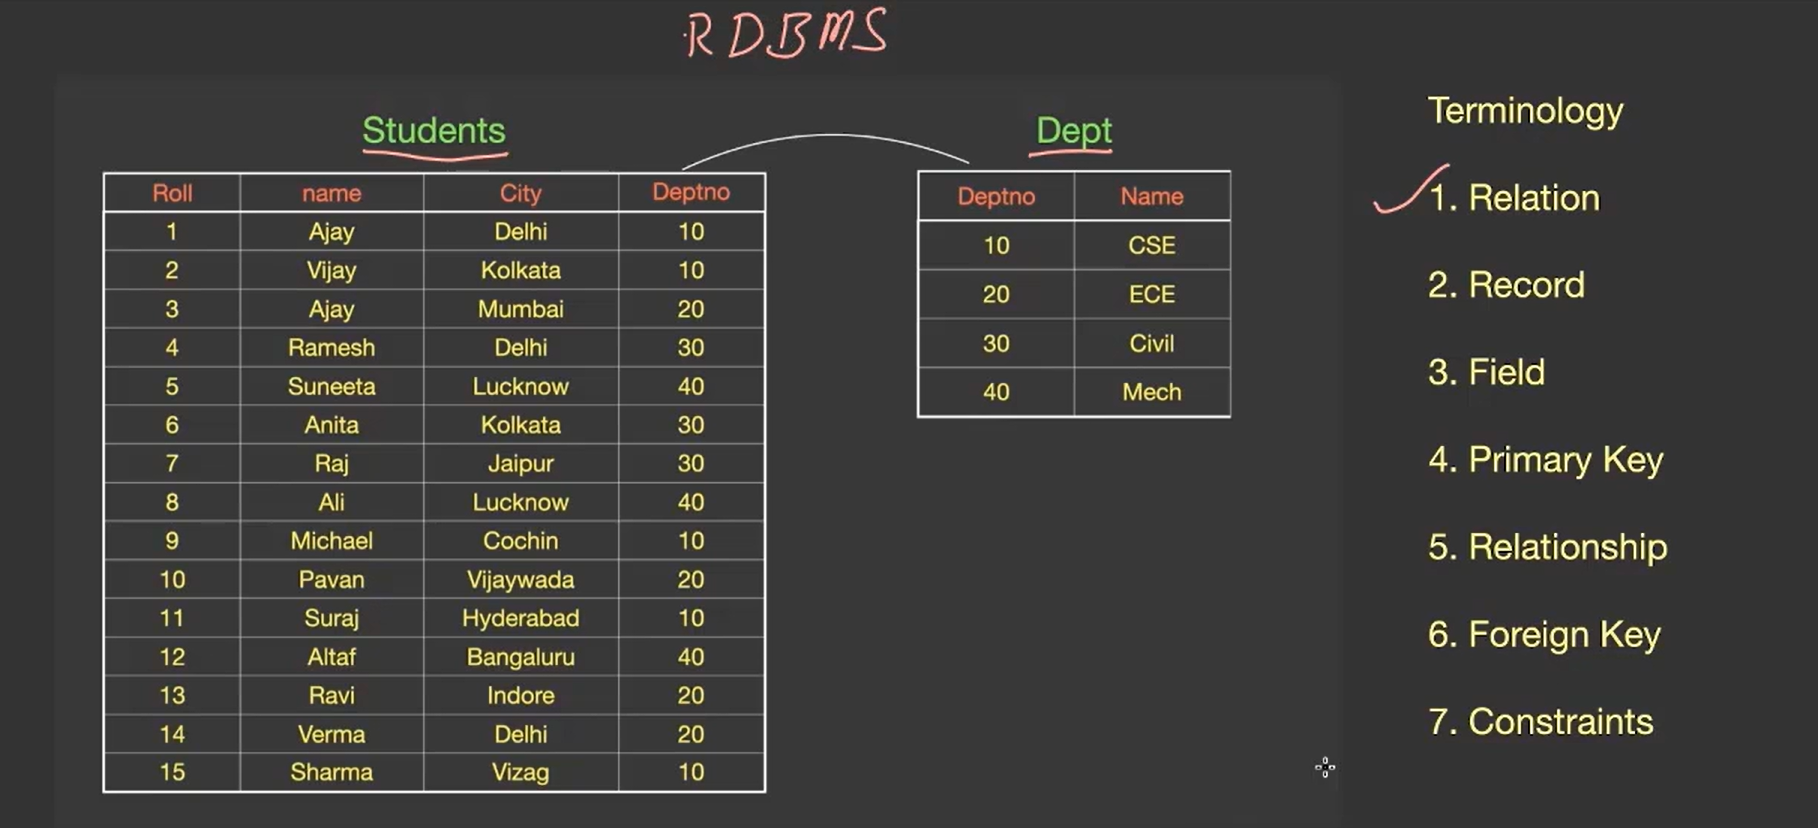 RDBMS
Students
Roll name City Deptno
1 Ajay Delhi 10
2 Vijay Kolkata 10
3 Ajay Mumbai 20
4 Ramesh Delhi 30
5 Suneeta Lucknow 40
6 Anita Kolkata 30
7 Raj Jaipur 30
8 Ali Lucknow 40
9 Michael Cochin 10
10 Pavan Vijaywada 20
11 Suraj Hyderabad 10
12 Altaf Bangaluru 40
13 Ravi Indore 20
14 Verma Delhi 20
15 Sharma Vizag 10
Dept
Deptno Name
10 CSE
20 ECE
30 Civil
40 Mech
Terminology
1. Relation
2. Record
3. Field
4. Primary Key
5. Relationship
6. Foreign Key
7. Constraints